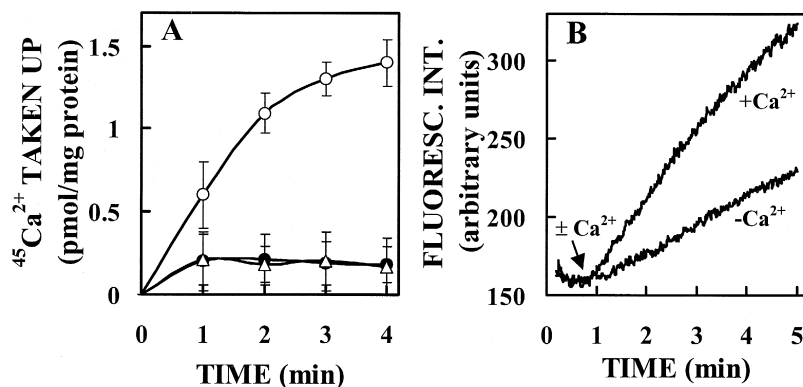 A
⁴⁵Ca²⁺ TAKEN UP
(pmol/mg protein)
1.5
1
0.5
0
0 1 2 3 4
TIME (min)
B
FLUORESC. INT.
(arbitrary units)
300
250
200
150
+Ca²⁺
-Ca²⁺
± Ca²⁺
0 1 2 3 4 5
TIME (min)